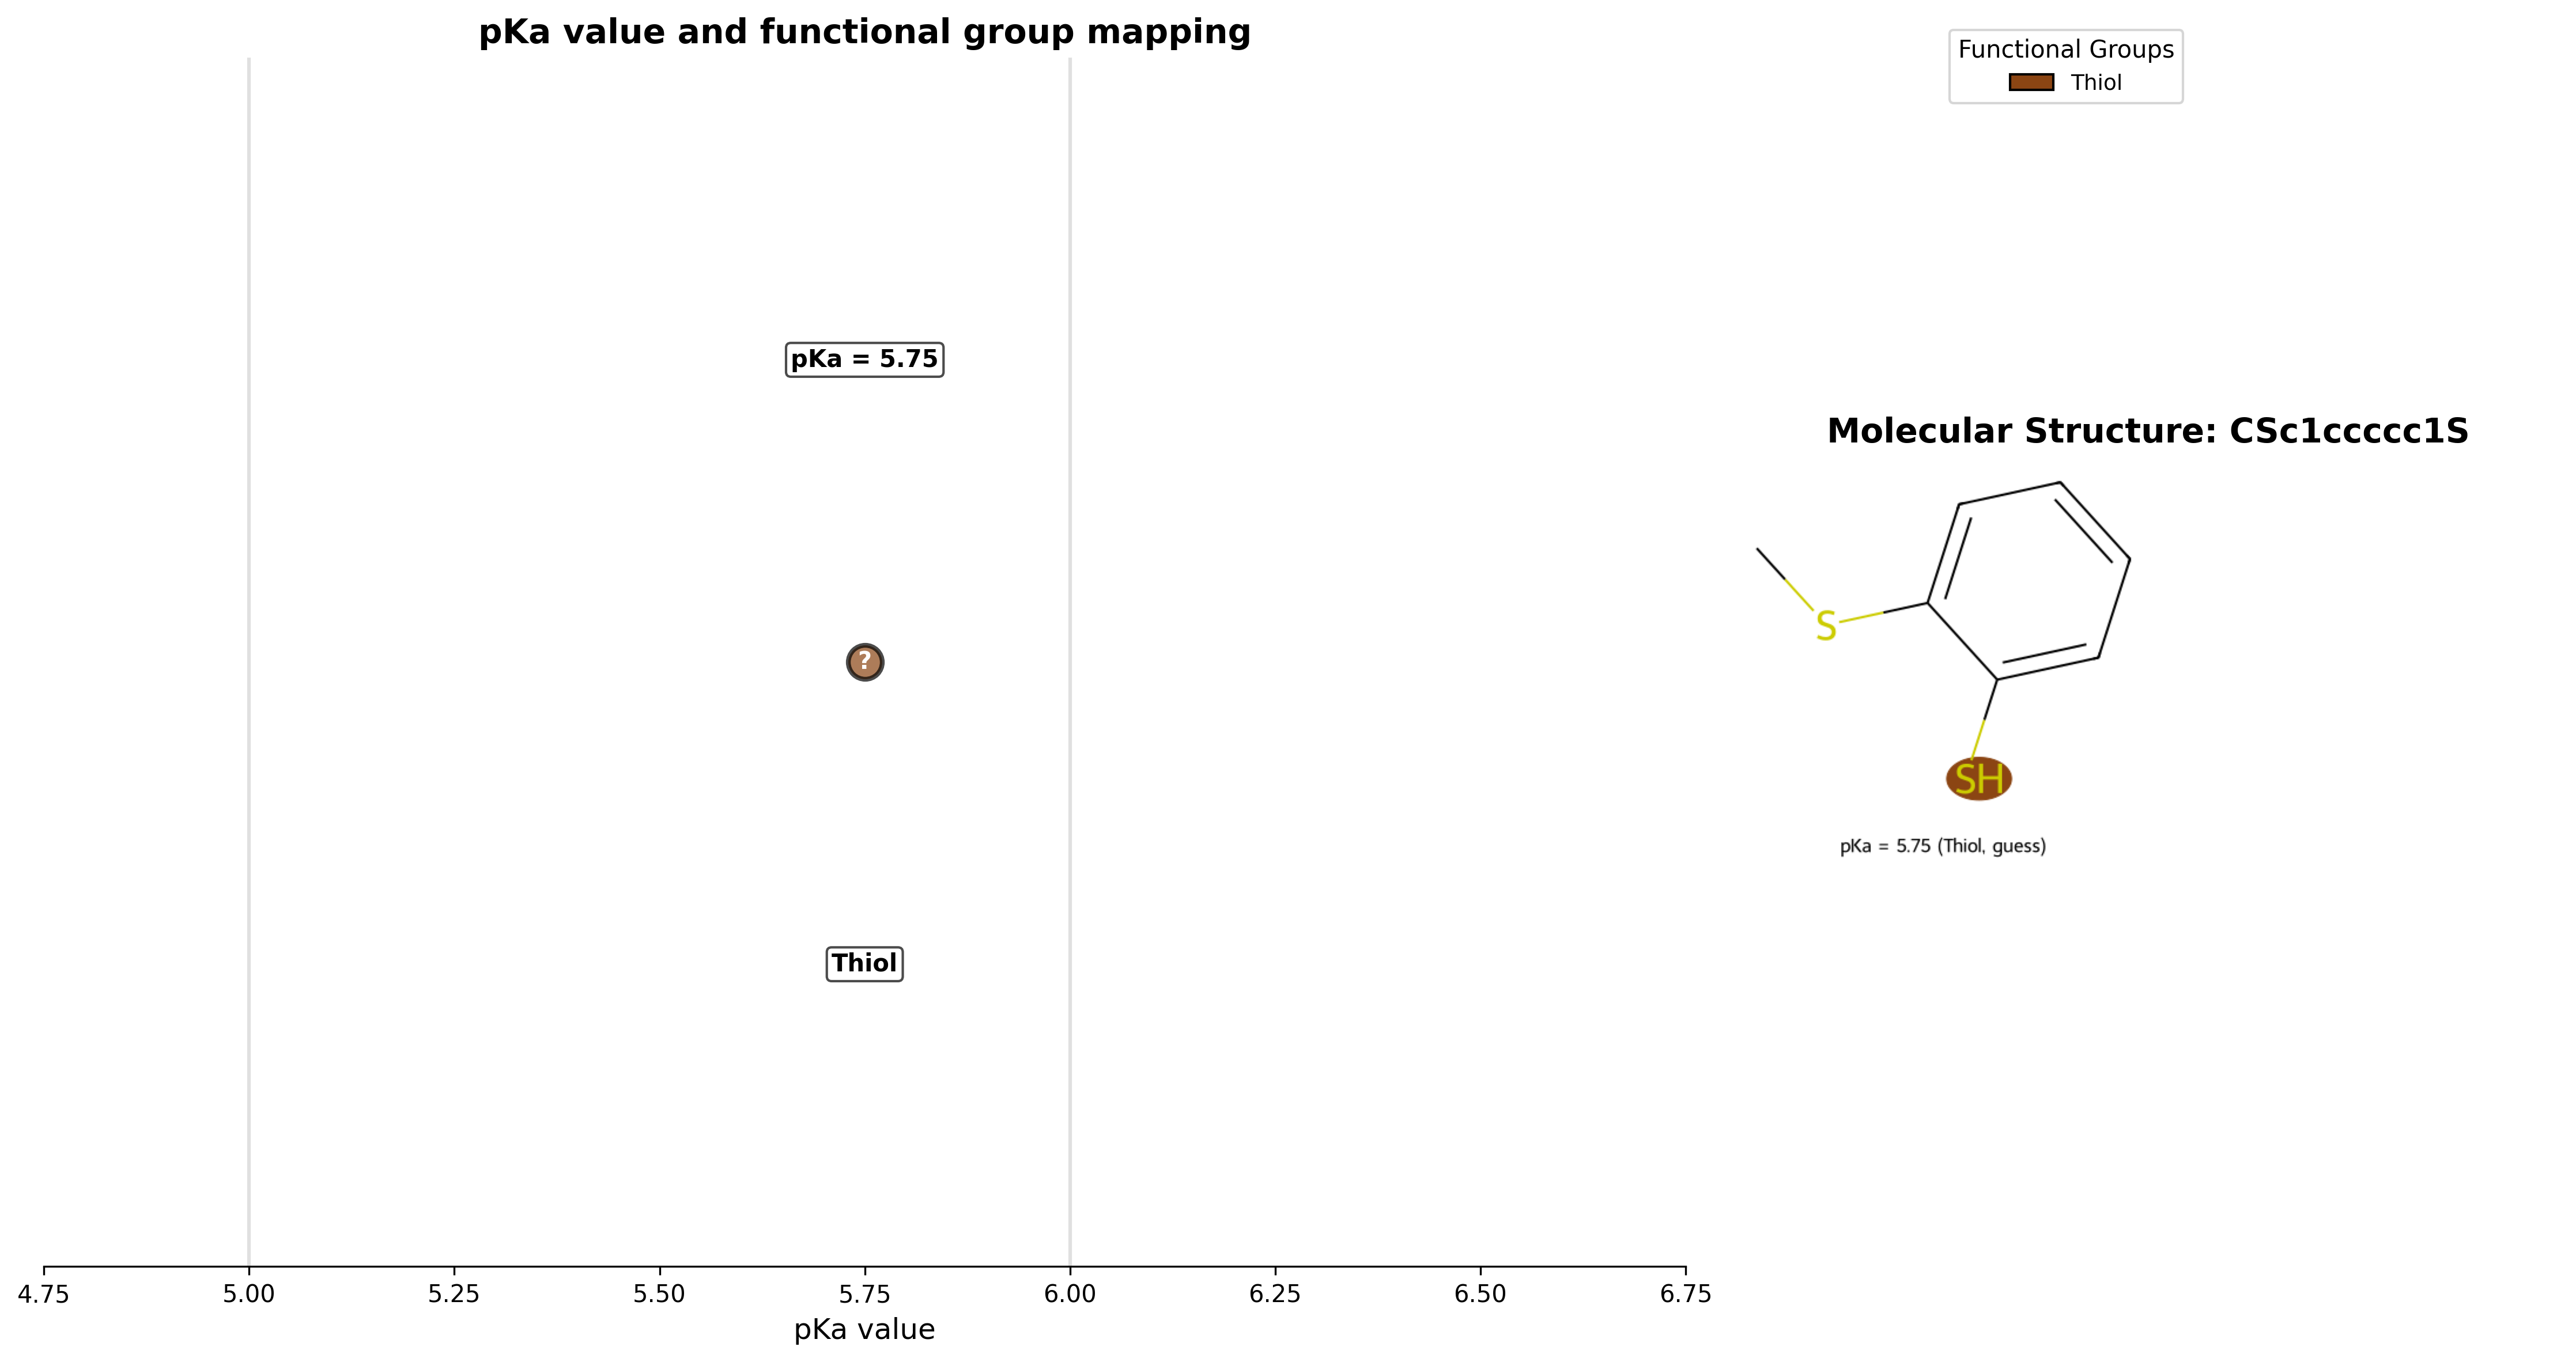 pKa value and functional group mapping
Functional Groups
Thiol
pKa = 5.75
Molecular Structure: CSc1ccccc1S
S
?
SH
pKa = 5.75 (Thiol, guess)
Thiol
4.75 5.00 5.25 5.50 5.75 6.00 6.25 6.50 6.75
pKa value